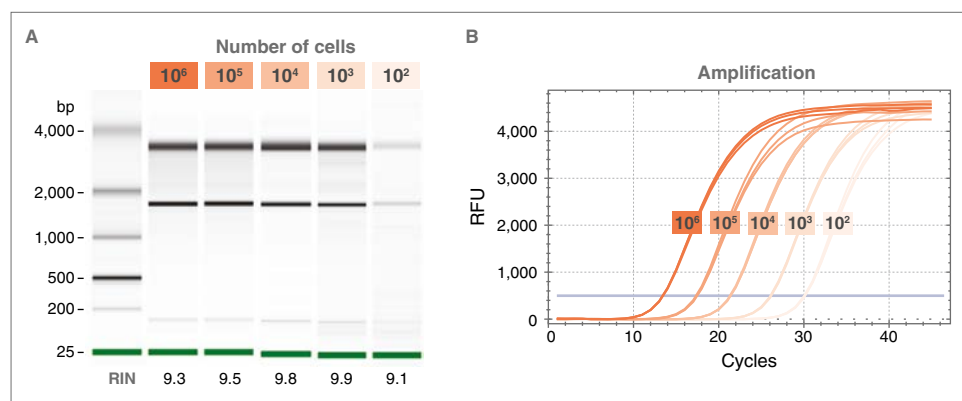 A
Number of cells
10⁶ 10⁵ 10⁴ 10³ 10²
bp
4,000
2,000
1,000
500
200
25
RIN 9.3 9.5 9.8 9.9 9.1
B
Amplification
4,000
3,000
2,000
1,000
0
RFU
10⁶ 10⁵ 10⁴ 10³ 10²
0 10 20 30 40
Cycles